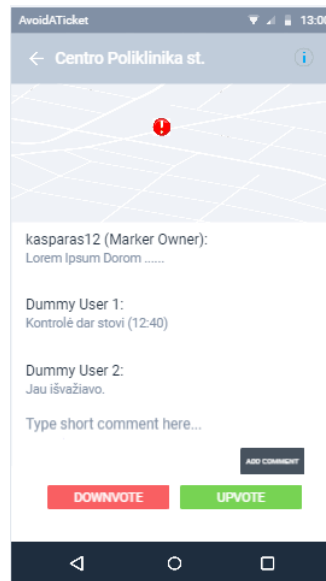 AvoidATicket 13:00
Centro Poliklinika st.
kasparas12 (Marker Owner):
Lorem Ipsum Dorom ......
Dummy User 1:
Kontrolė dar stovi (12:40)
Dummy User 2:
Jau išvažiavo.
Type short comment here...
ADD COMMENT
DOWNVOTE UPVOTE